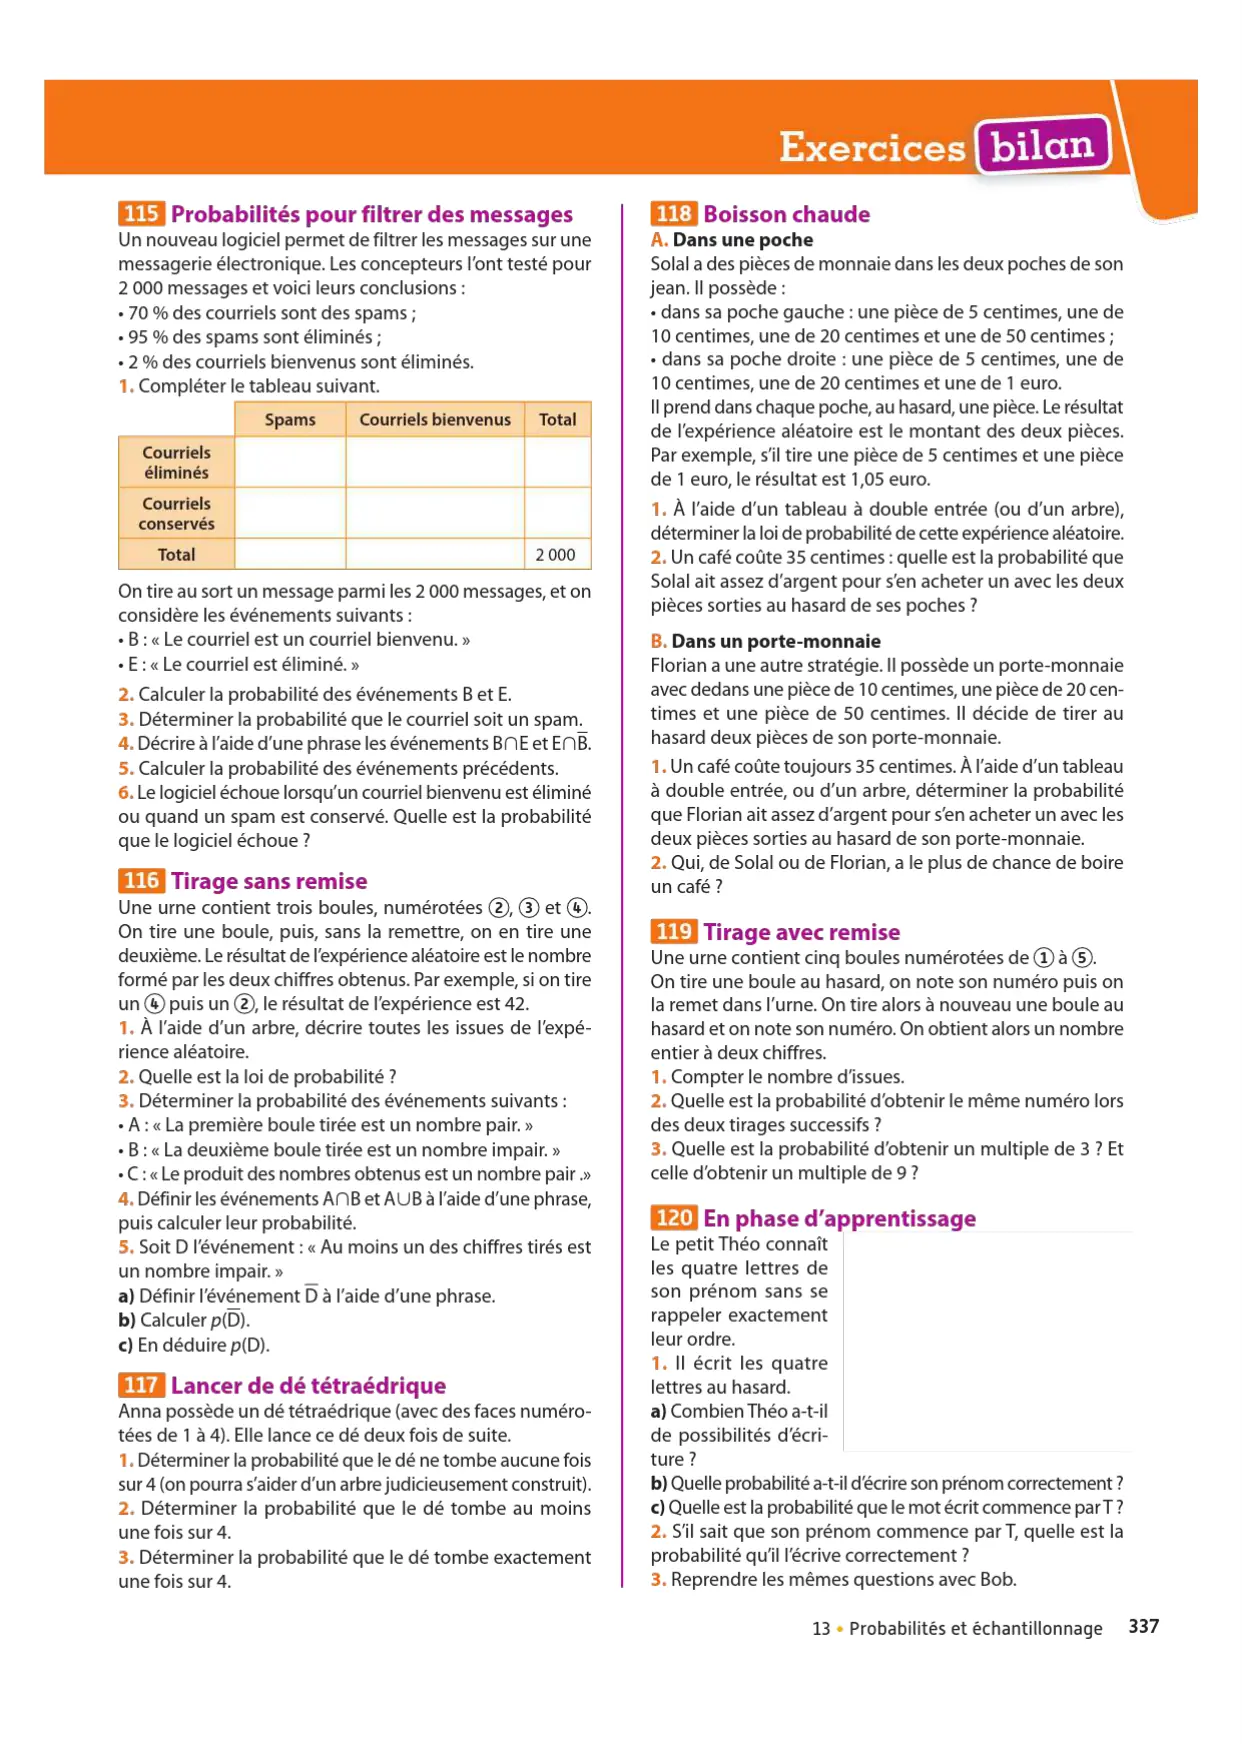 Exercices bilan
115 Probabilités pour filtrer des messages
Un nouveau logiciel permet de filtrer les messages sur une
messagerie électronique. Les concepteurs l'ont testé pour
2 000 messages et voici leurs conclusions :
• 70 % des courriels sont des spams ;
• 95 % des spams sont éliminés ;
• 2 % des courriels bienvenus sont éliminés.
1. Compléter le tableau suivant.
Spams Courriels bienvenus Total
Courriels
éliminés
Courriels
conservés
Total 2 000
On tire au sort un message parmi les 2 000 messages, et on
considère les événements suivants :
• B : « Le courriel est un courriel bienvenu. »
• E : « Le courriel est éliminé. »
2. Calculer la probabilité des événements B et E.
3. Déterminer la probabilité que le courriel soit un spam.
4. Décrire à l'aide d'une phrase les événements B∩E et E∩B̅.
5. Calculer la probabilité des événements précédents.
6. Le logiciel échoue lorsqu'un courriel bienvenu est éliminé
ou quand un spam est conservé. Quelle est la probabilité
que le logiciel échoue ?
116 Tirage sans remise
Une urne contient trois boules, numérotées ②, ③ et ④.
On tire une boule, puis, sans la remettre, on en tire une
deuxième. Le résultat de l'expérience aléatoire est le nombre
formé par les deux chiffres obtenus. Par exemple, si on tire
un ④ puis un ②, le résultat de l'expérience est 42.
1. À l'aide d'un arbre, décrire toutes les issues de l'expé-
rience aléatoire.
2. Quelle est la loi de probabilité ?
3. Déterminer la probabilité des événements suivants :
• A : « La première boule tirée est un nombre pair. »
• B : « La deuxième boule tirée est un nombre impair. »
• C : « Le produit des nombres obtenus est un nombre pair .»
4. Définir les événements A∩B et A∪B à l'aide d'une phrase,
puis calculer leur probabilité.
5. Soit D l'événement : « Au moins un des chiffres tirés est
un nombre impair. »
a) Définir l'événement D̅ à l'aide d'une phrase.
b) Calculer p(D̅).
c) En déduire p(D).
117 Lancer de dé tétraédrique
Anna possède un dé tétraédrique (avec des faces numéro-
tées de 1 à 4). Elle lance ce dé deux fois de suite.
1. Déterminer la probabilité que le dé ne tombe aucune fois
sur 4 (on pourra s'aider d'un arbre judicieusement construit).
2. Déterminer la probabilité que le dé tombe au moins
une fois sur 4.
3. Déterminer la probabilité que le dé tombe exactement
une fois sur 4.
118 Boisson chaude
A. Dans une poche
Solal a des pièces de monnaie dans les deux poches de son
jean. Il possède :
• dans sa poche gauche : une pièce de 5 centimes, une de
10 centimes, une de 20 centimes et une de 50 centimes ;
• dans sa poche droite : une pièce de 5 centimes, une de
10 centimes, une de 20 centimes et une de 1 euro.
Il prend dans chaque poche, au hasard, une pièce. Le résultat
de l'expérience aléatoire est le montant des deux pièces.
Par exemple, s'il tire une pièce de 5 centimes et une pièce
de 1 euro, le résultat est 1,05 euro.
1. À l'aide d'un tableau à double entrée (ou d'un arbre),
déterminer la loi de probabilité de cette expérience aléatoire.
2. Un café coûte 35 centimes : quelle est la probabilité que
Solal ait assez d'argent pour s'en acheter un avec les deux
pièces sorties au hasard de ses poches ?
B. Dans un porte-monnaie
Florian a une autre stratégie. Il possède un porte-monnaie
avec dedans une pièce de 10 centimes, une pièce de 20 cen-
times et une pièce de 50 centimes. Il décide de tirer au
hasard deux pièces de son porte-monnaie.
1. Un café coûte toujours 35 centimes. À l'aide d'un tableau
à double entrée, ou d'un arbre, déterminer la probabilité
que Florian ait assez d'argent pour s'en acheter un avec les
deux pièces sorties au hasard de son porte-monnaie.
2. Qui, de Solal ou de Florian, a le plus de chance de boire
un café ?
119 Tirage avec remise
Une urne contient cinq boules numérotées de ① à ⑤.
On tire une boule au hasard, on note son numéro puis on
la remet dans l'urne. On tire alors à nouveau une boule au
hasard et on note son numéro. On obtient alors un nombre
entier à deux chiffres.
1. Compter le nombre d'issues.
2. Quelle est la probabilité d'obtenir le même numéro lors
des deux tirages successifs ?
3. Quelle est la probabilité d'obtenir un multiple de 3 ? Et
celle d'obtenir un multiple de 9 ?
120 En phase d'apprentissage
Le petit Théo connaît
les quatre lettres de
son prénom sans se
rappeler exactement
leur ordre.
1. Il écrit les quatre
lettres au hasard.
a) Combien Théo a-t-il
de possibilités d'écri-
ture ?
b) Quelle probabilité a-t-il d'écrire son prénom correctement ?
c) Quelle est la probabilité que le mot écrit commence par T ?
2. S'il sait que son prénom commence par T, quelle est la
probabilité qu'il l'écrive correctement ?
3. Reprendre les mêmes questions avec Bob.
13 • Probabilités et échantillonnage 337